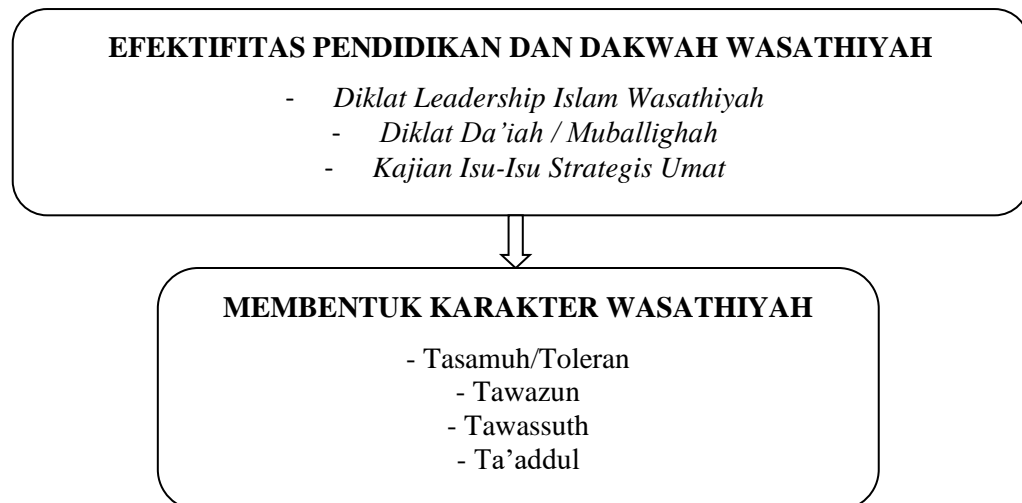 EFEKTIFITAS PENDIDIKAN DAN DAKWAH WASATHIYAH
- Diklat Leadership Islam Wasathiyah
- Diklat Da’iah / Muballighah
- Kajian Isu-Isu Strategis Umat
MEMBENTUK KARAKTER WASATHIYAH
- Tasamuh/Toleran
- Tawazun
- Tawassuth
- Ta’addul